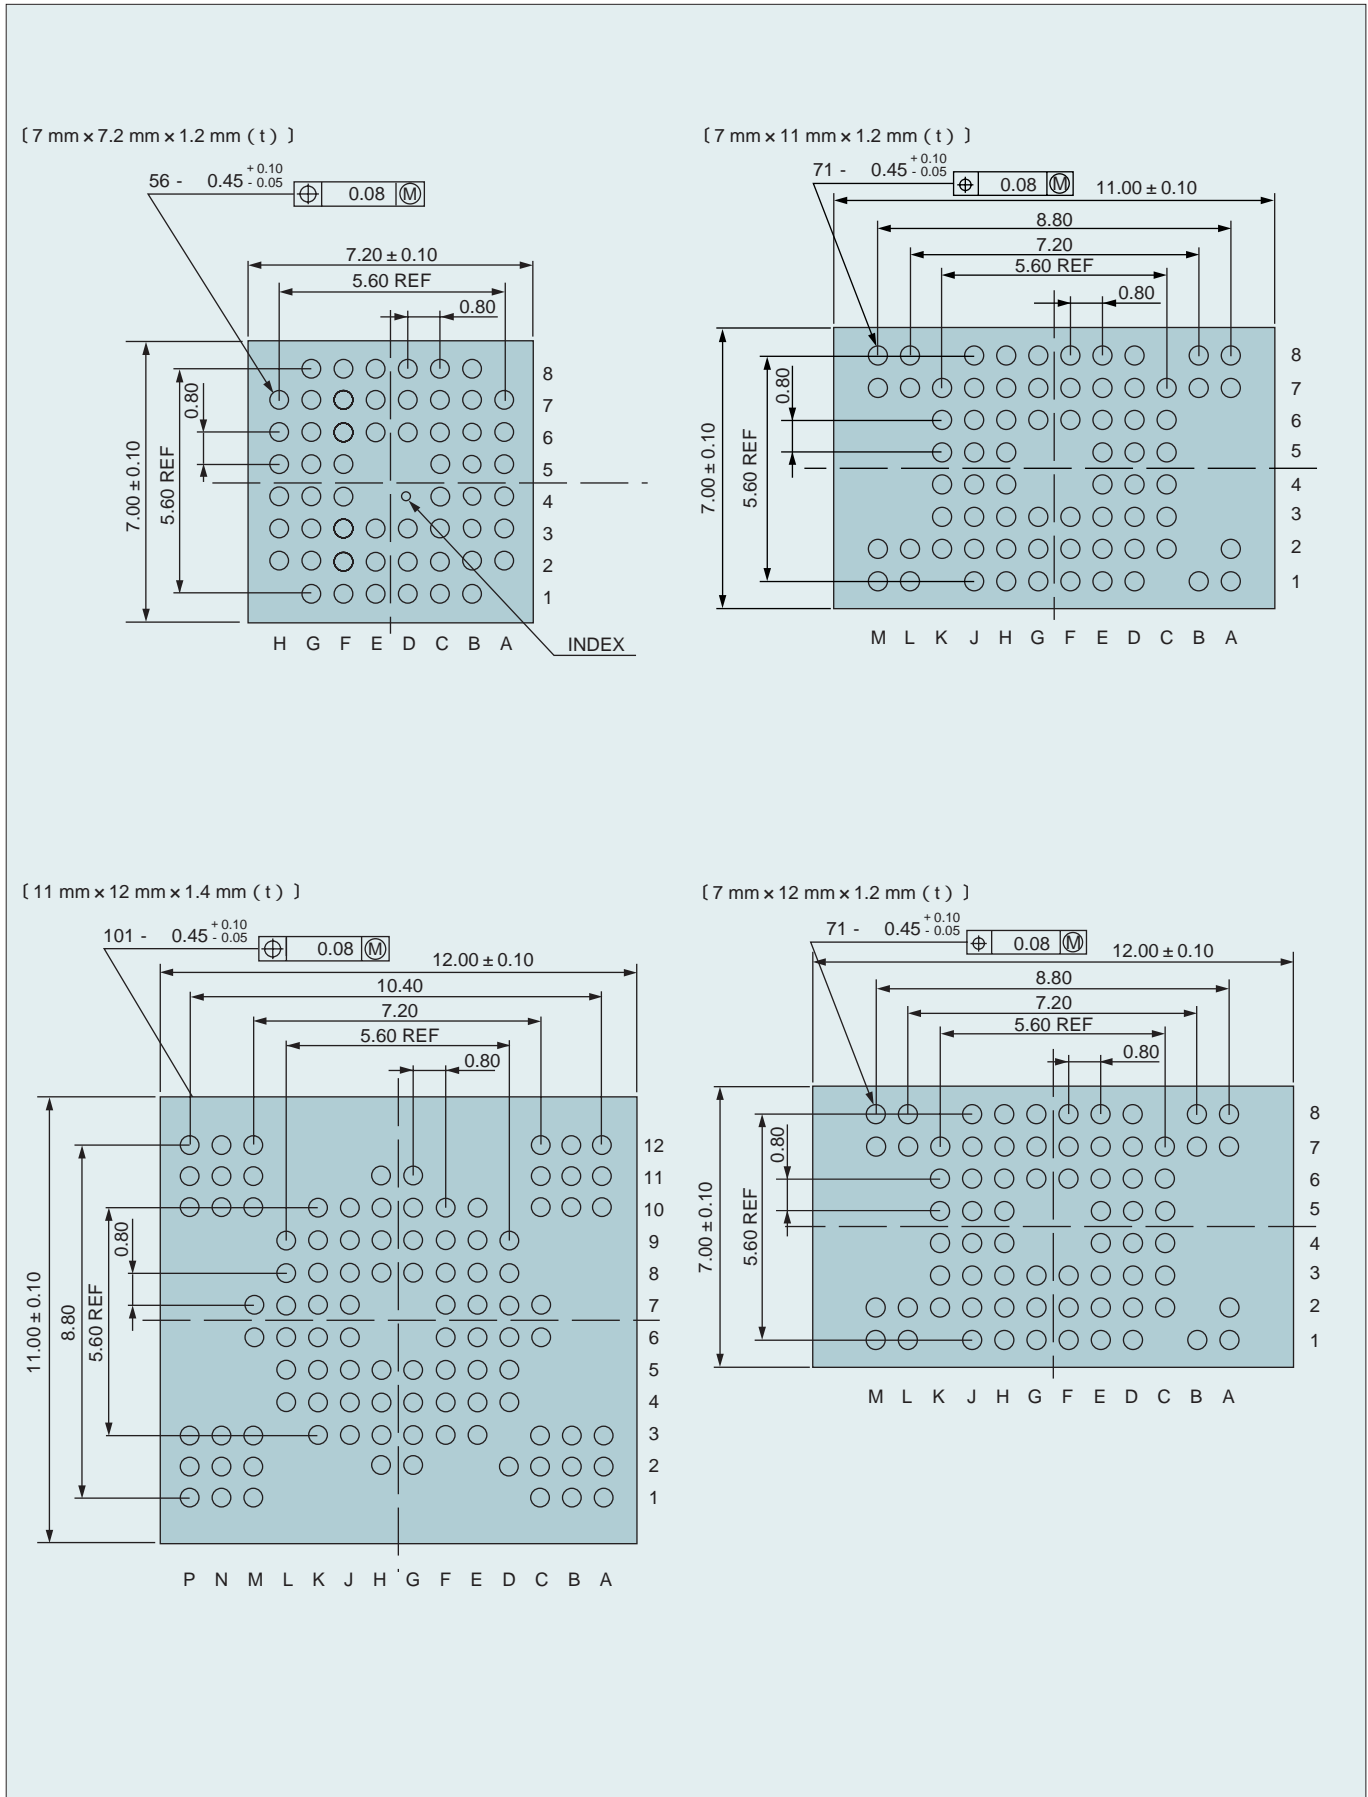 〔 7 mm × 7.2 mm × 1.2 mm ( t ) 〕
56 - 0.45 + 0.10 - 0.05
0.08 Ⓜ
7.20 ± 0.10
5.60 REF
0.80
7.00 ± 0.10
5.60 REF
0.80
8
7
6
5
4
3
2
1
H G F E D C B A
INDEX
〔 7 mm × 11 mm × 1.2 mm ( t ) 〕
71 - 0.45 + 0.10 - 0.05
0.08 Ⓜ
11.00 ± 0.10
8.80
7.20
5.60 REF
0.80
7.00 ± 0.10
5.60 REF
0.80
8
7
6
5
4
3
2
1
M L K J H G F E D C B A
〔 11 mm × 12 mm × 1.4 mm ( t ) 〕
101 - 0.45 + 0.10 - 0.05
0.08 Ⓜ
12.00 ± 0.10
10.40
7.20
5.60 REF
0.80
11.00 ± 0.10
8.80
5.60 REF
0.80
12
11
10
9
8
7
6
5
4
3
2
1
P N M L K J H G F E D C B A
〔 7 mm × 12 mm × 1.2 mm ( t ) 〕
71 - 0.45 + 0.10 - 0.05
0.08 Ⓜ
12.00 ± 0.10
8.80
7.20
5.60 REF
0.80
7.00 ± 0.10
5.60 REF
0.80
8
7
6
5
4
3
2
1
M L K J H G F E D C B A